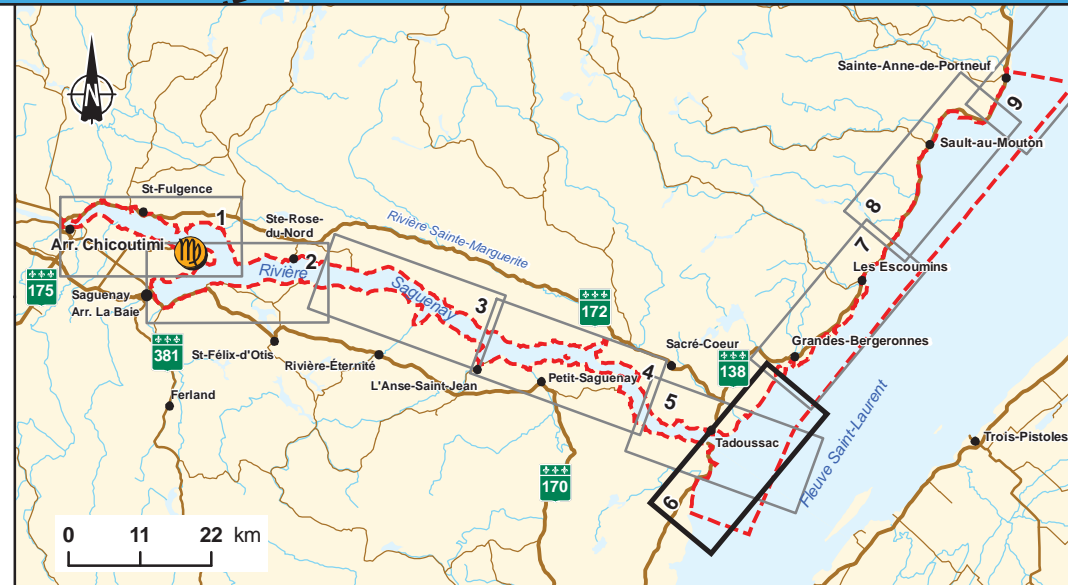 N
Sainte-Anne-de-Portneuf
9
Sault-au-Mouton
St-Fulgence
8
1
Ste-Rose-
du-Nord
Rivière Sainte-Marguerite
Arr. Chicoutimi
7
2
Rivière
Les Escoumins
175
Saguenay
Saguenay
Arr. La Baie
3
172
381
St-Félix-d'Otis
Rivière-Éternité
Sacré-Coeur
138
Grandes-Bergeronnes
L'Anse-Saint-Jean
Petit-Saguenay
4
5
Ferland
Tadoussac
Fleuve Saint-Laurent
Trois-Pistoles
170
6
0 11 22 km